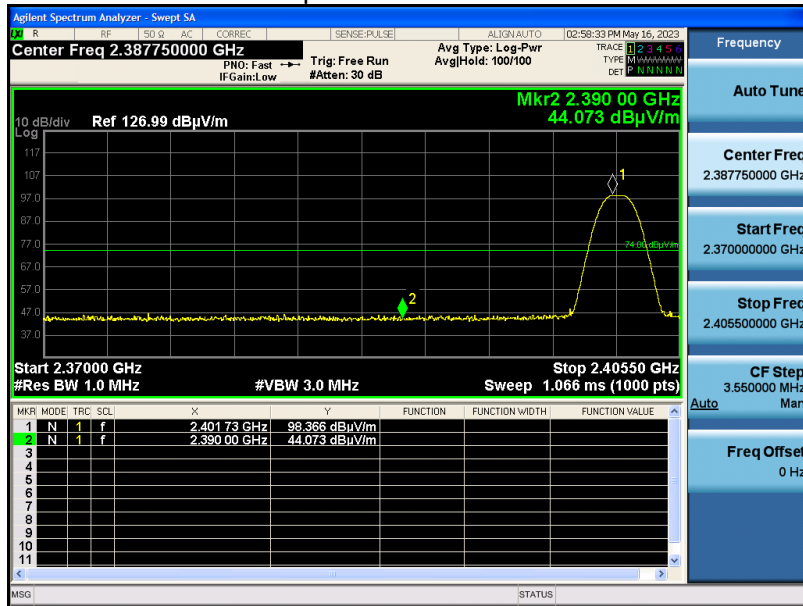 Agilent Spectrum Analyzer - Swept SA
LXI R RF 50 Ω AC CORREC SENSE:PULSE ALIGNAUTO 02:58:33 PM May 16, 2023
Center Freq 2.387750000 GHz
PNO: Fast
IFGain:Low
Trig: Free Run
#Atten: 30 dB
Avg Type: Log-Pwr
Avg|Hold: 100/100
TRACE 1 2 3 4 5 6
TYPE M
DET P N N N N N
Mkr2 2.390 00 GHz
44.073 dBµV/m
10 dB/div Ref 126.99 dBµV/m
Log
117
107
97.0
87.0
77.0
67.0
57.0
47.0
37.0
1
2
74.00 dBµV/m
Start 2.37000 GHz Stop 2.40550 GHz
#Res BW 1.0 MHz #VBW 3.0 MHz Sweep 1.066 ms (1000 pts)
MKR MODE TRC SCL X Y FUNCTION FUNCTION WIDTH FUNCTION VALUE
1 N 1 f 2.401 73 GHz 98.366 dBµV/m
2 N 1 f 2.390 00 GHz 44.073 dBµV/m
3
4
5
6
7
8
9
10
11
MSG STATUS
Frequency
Auto Tune
Center Freq
2.387750000 GHz
Start Freq
2.370000000 GHz
Stop Freq
2.405500000 GHz
CF Step
3.550000 MHz
Auto Man
Freq Offset
0 Hz